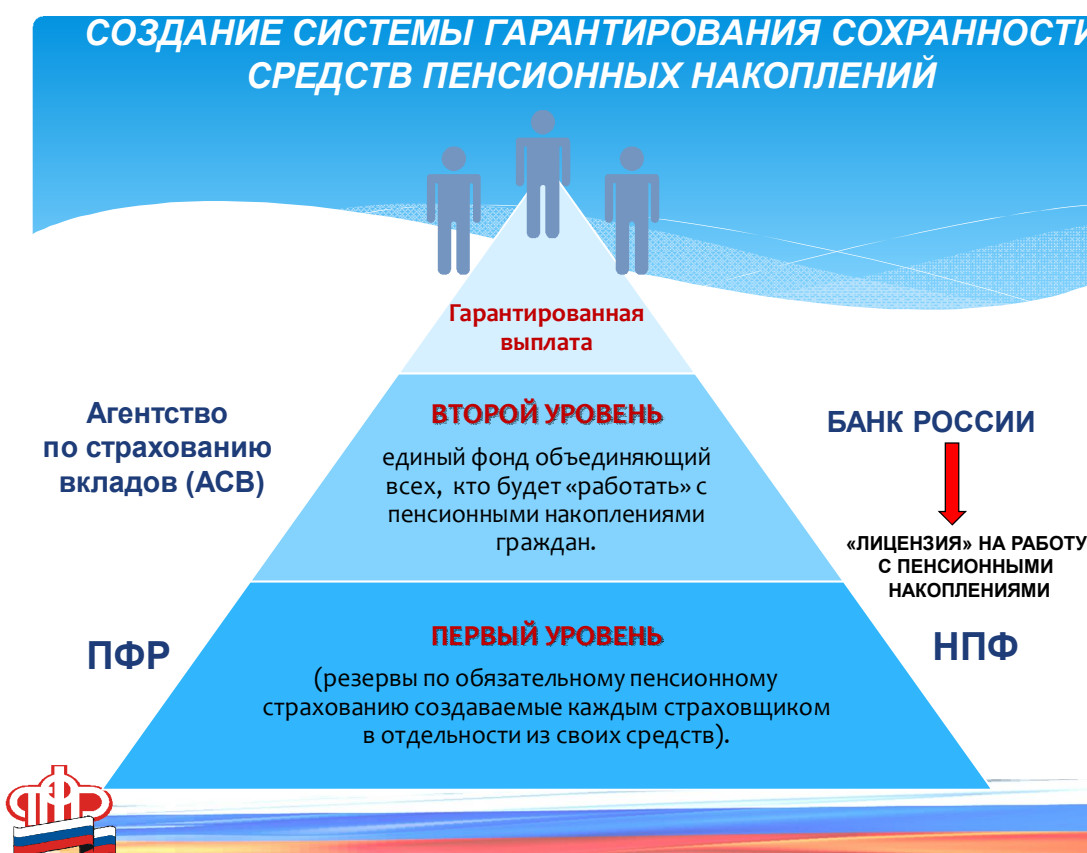 СОЗДАНИЕ СИСТЕМЫ ГАРАНТИРОВАНИЯ СОХРАННОСТИ
СРЕДСТВ ПЕНСИОННЫХ НАКОПЛЕНИЙ
Гарантированная
выплата
Агентство
по страхованию
вкладов (АСВ)
ВТОРОЙ УРОВЕНЬ
единый фонд объединяющий
всех, кто будет «работать» с
пенсионными накоплениями
граждан.
БАНК РОССИИ
«ЛИЦЕНЗИЯ» НА РАБОТУ
С ПЕНСИОННЫМИ
НАКОПЛЕНИЯМИ
ПФР
ПЕРВЫЙ УРОВЕНЬ
(резервы по обязательному пенсионному
страхованию создаваемые каждым страховщиком
в отдельности из своих средств).
НПФ
ПФР